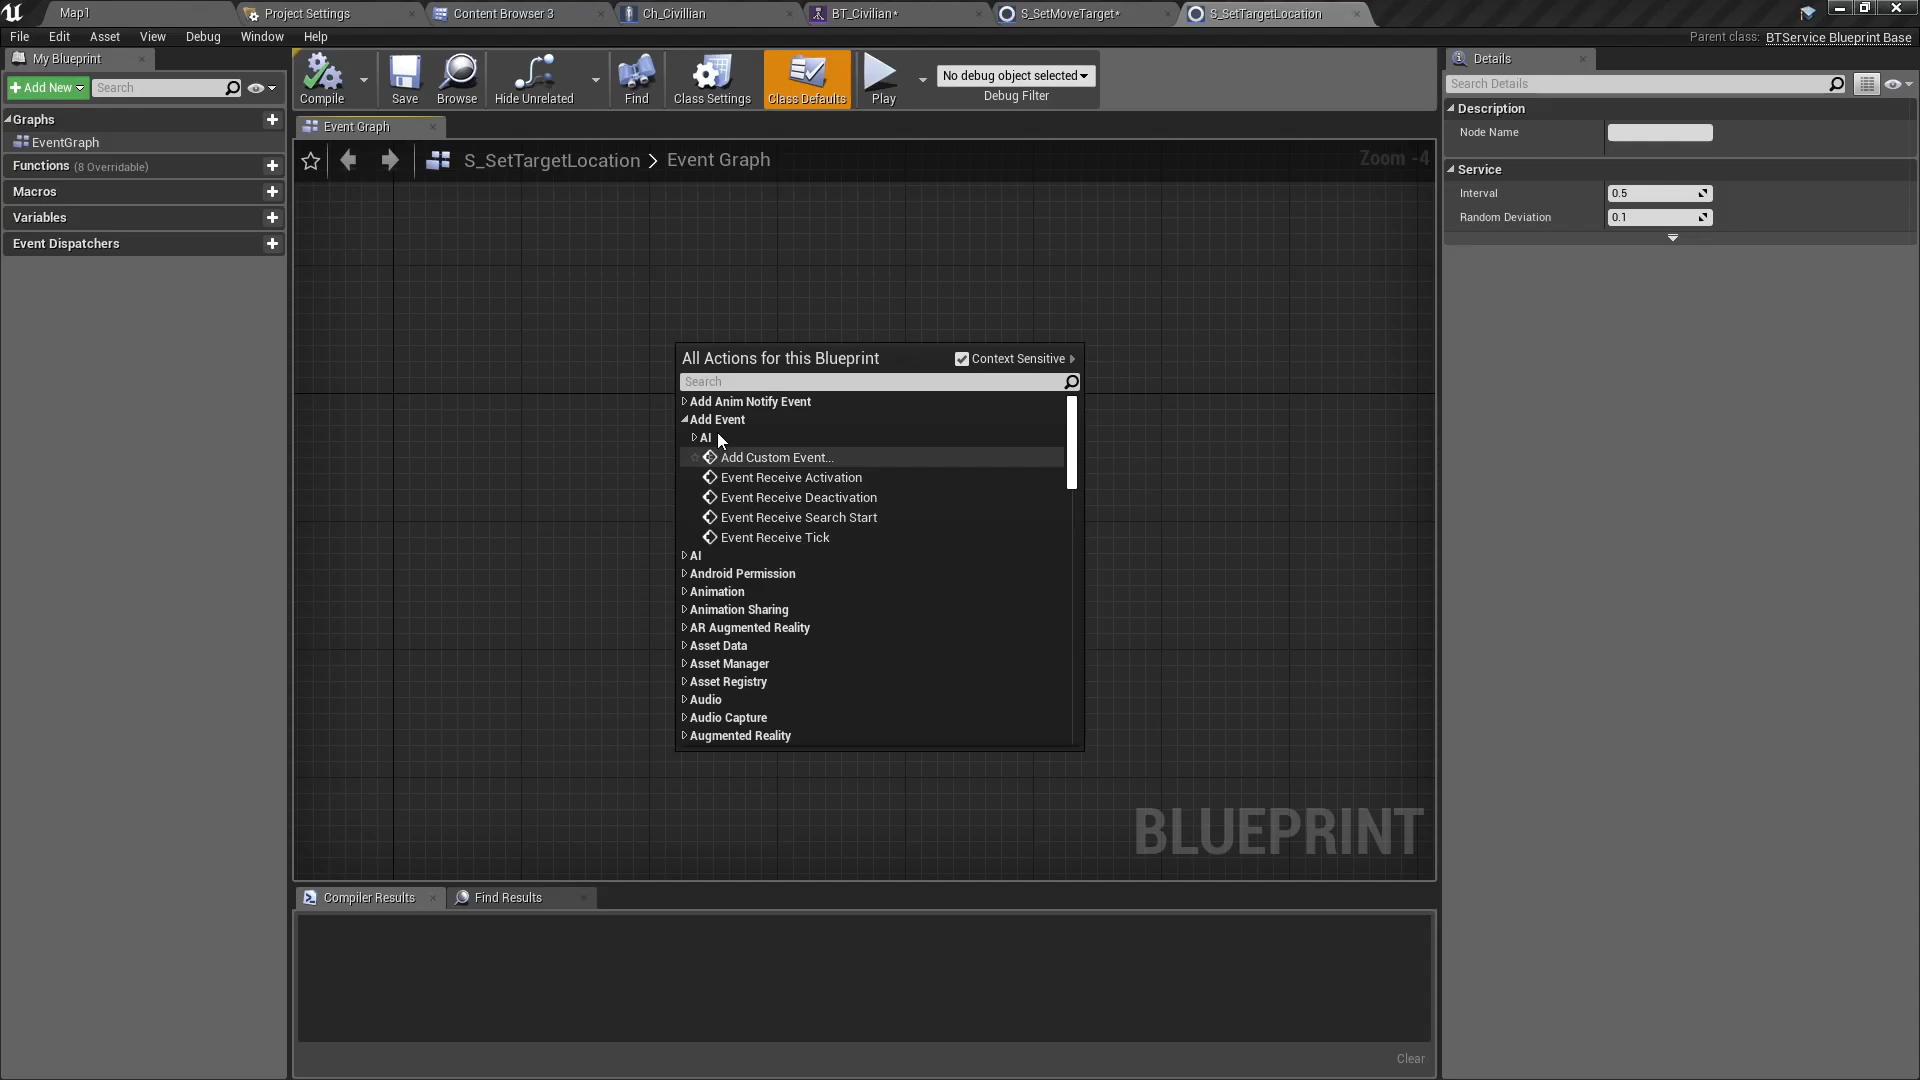 Map1
Project Settings
Content Browser 3
Ch_Civillian
BT_Civilian*
S_SetMoveTarget*
S_SetTargetLocation
File
Edit
Asset
View
Debug
Window
Help
Parent class: BTService Blueprint Base
My Blueprint
Add New
Search
Graphs
EventGraph
Functions (8 Overridable)
Macros
Variables
Event Dispatchers
Compile
Save
Browse
Hide Unrelated
Find
Class Settings
Class Defaults
Play
No debug object selected
Debug Filter
Event Graph
S_SetTargetLocation > Event Graph
Zoom -4
All Actions for this Blueprint
Context Sensitive
Search
Add Anim Notify Event
Add Event
AI
Add Custom Event...
Event Receive Activation
Event Receive Deactivation
Event Receive Search Start
Event Receive Tick
AI
Android Permission
Animation
Animation Sharing
AR Augmented Reality
Asset Data
Asset Manager
Asset Registry
Audio
Audio Capture
Augmented Reality
BLUEPRINT
Compiler Results
Find Results
Clear
Details
Search Details
Description
Node Name
Service
Interval
0.5
Random Deviation
0.1